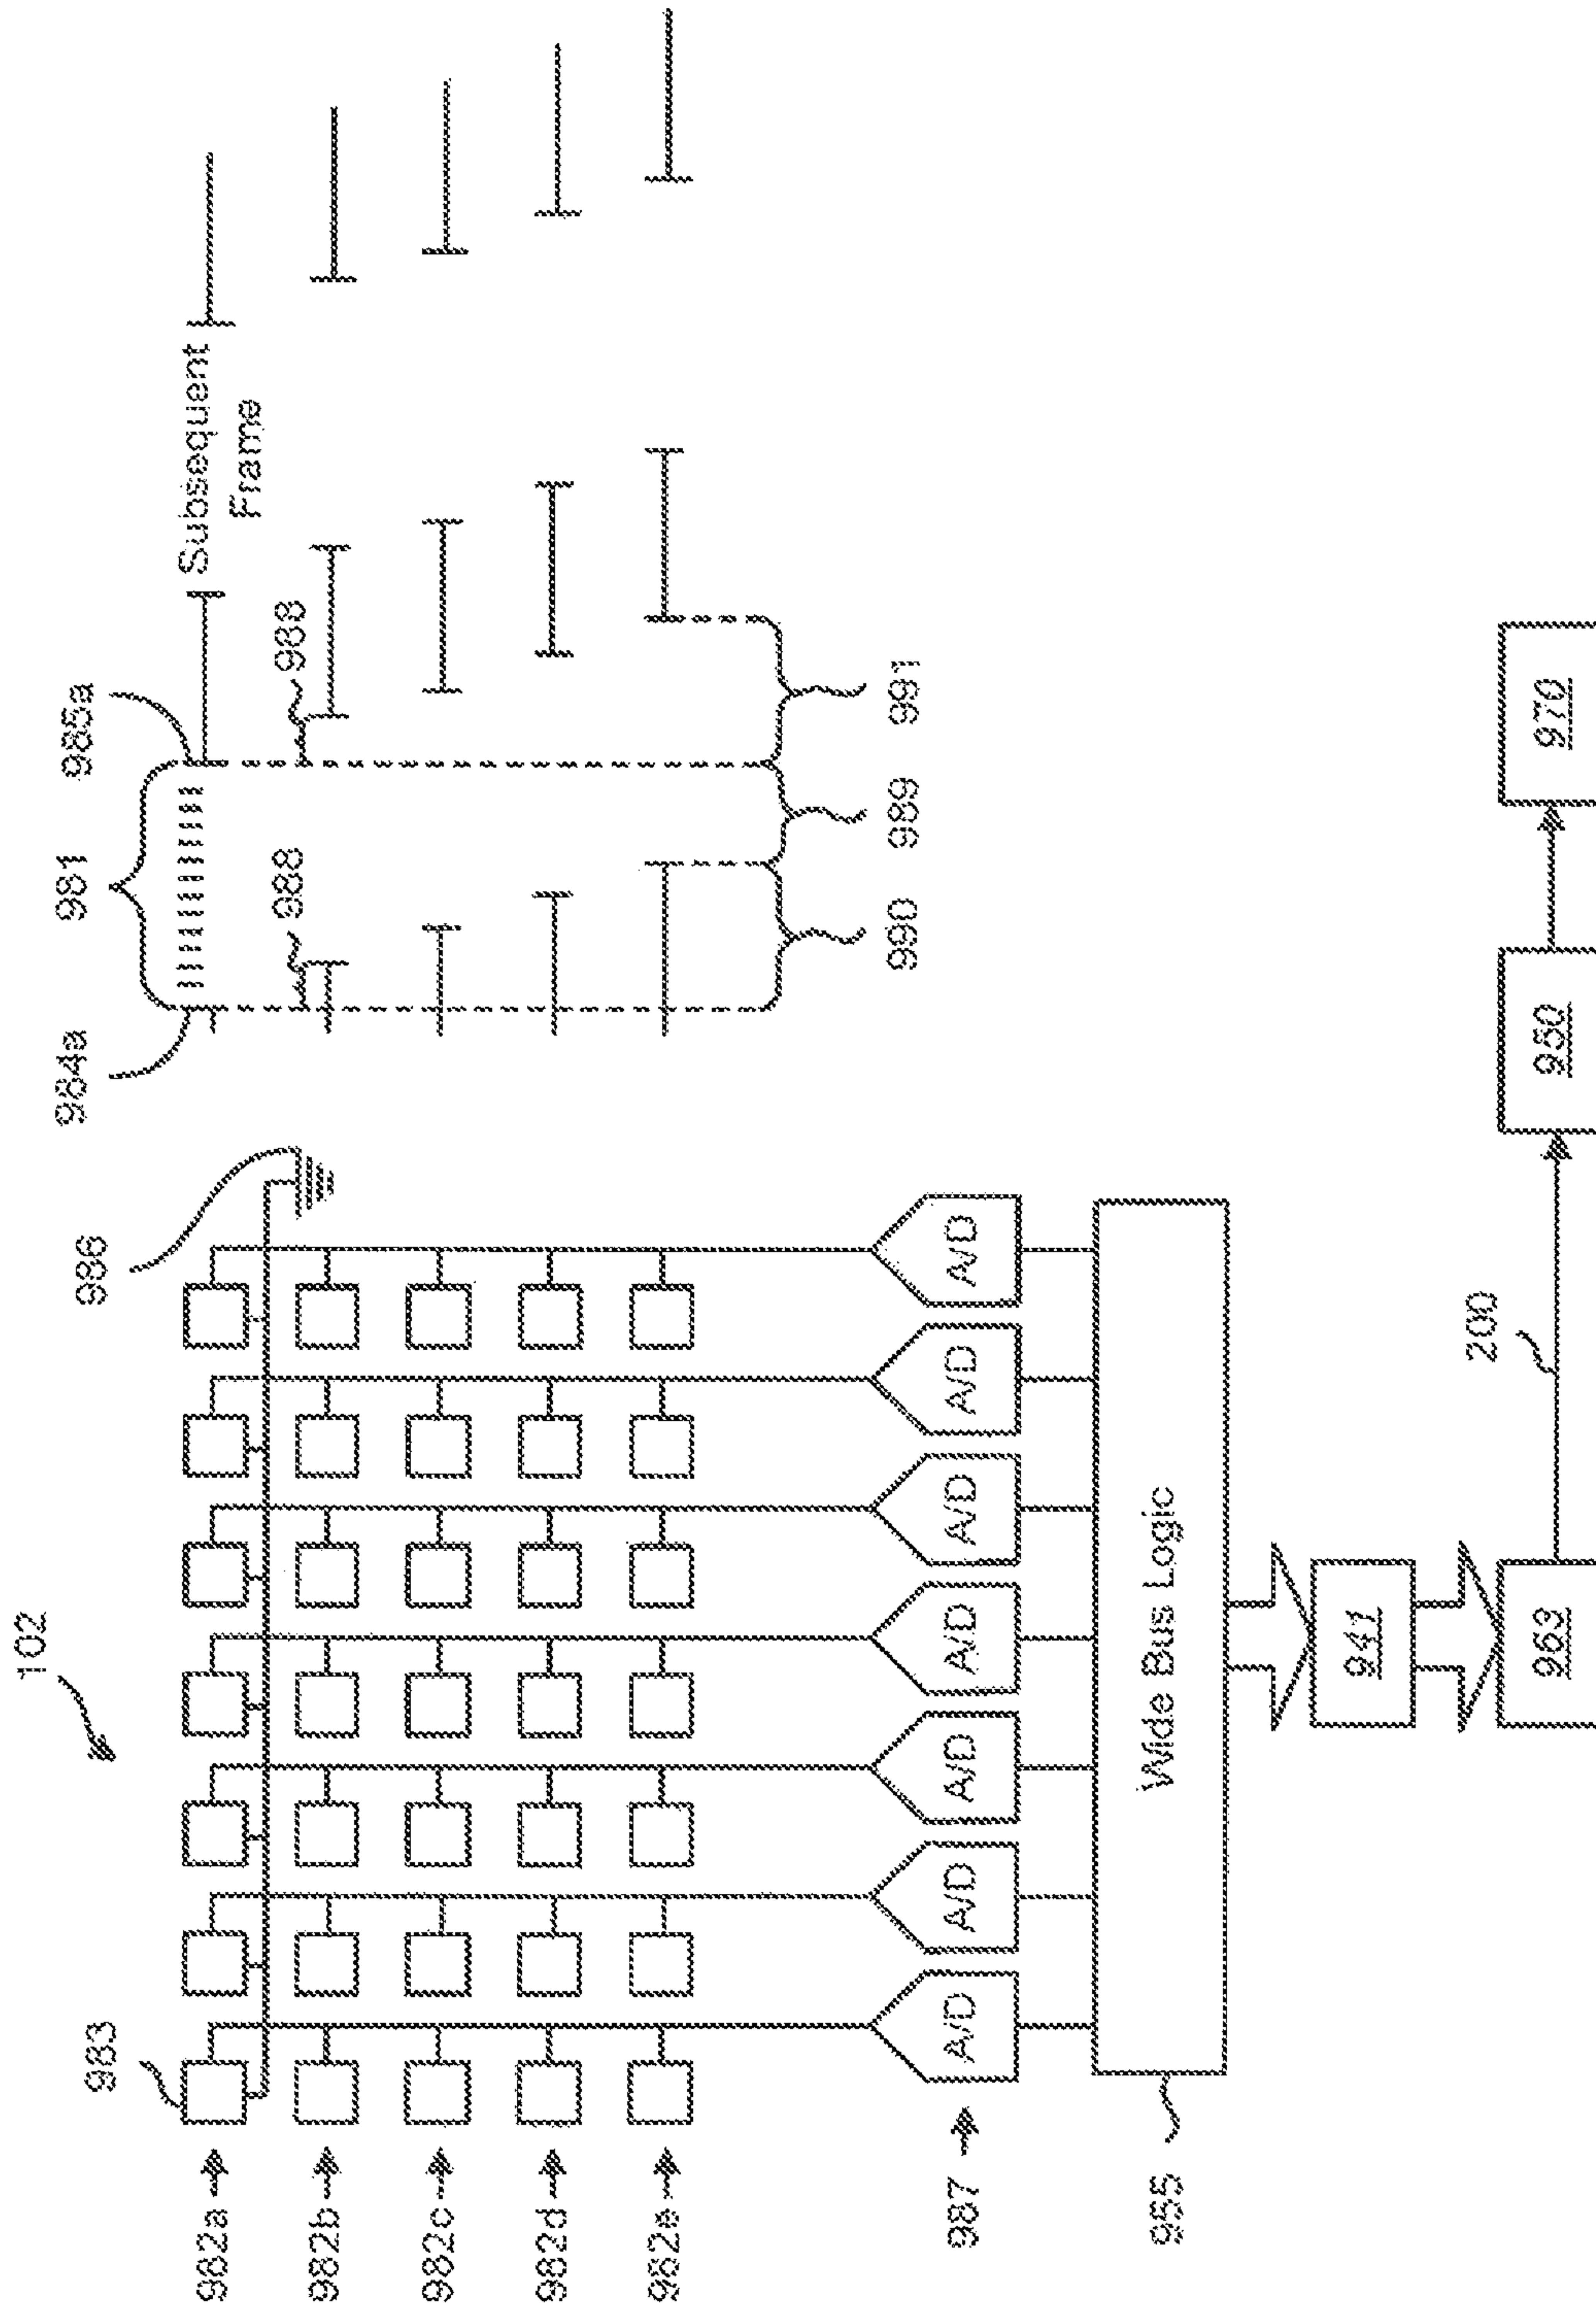 102
984a 981 985a
983 986
982a Subsequent
Frame
988 988
982b
982c
982d
982e
990 989 991
987 A/D A/D A/D A/D A/D A/D A/D
Wide Bus Logic
955
941
200
963 950 970